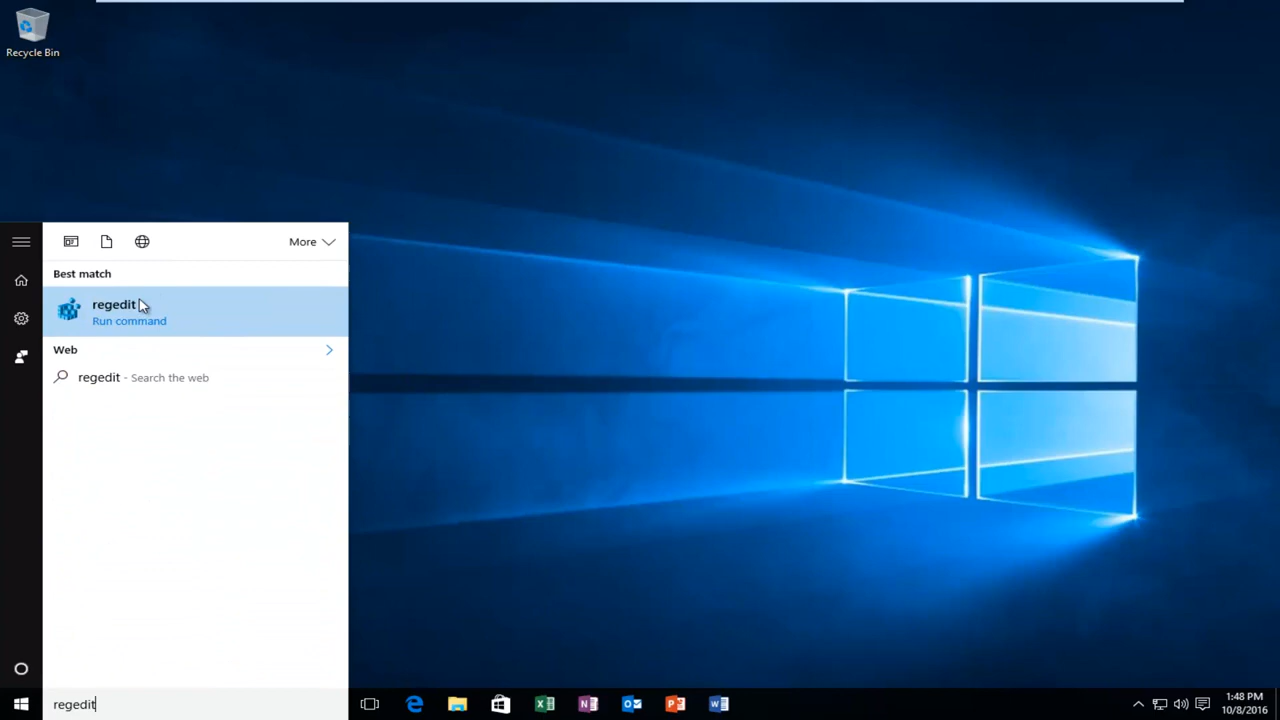 Recycle Bin
More
Best match
regedit
Run command
Web
regedit - Search the web
regedit
1:48 PM
10/8/2016